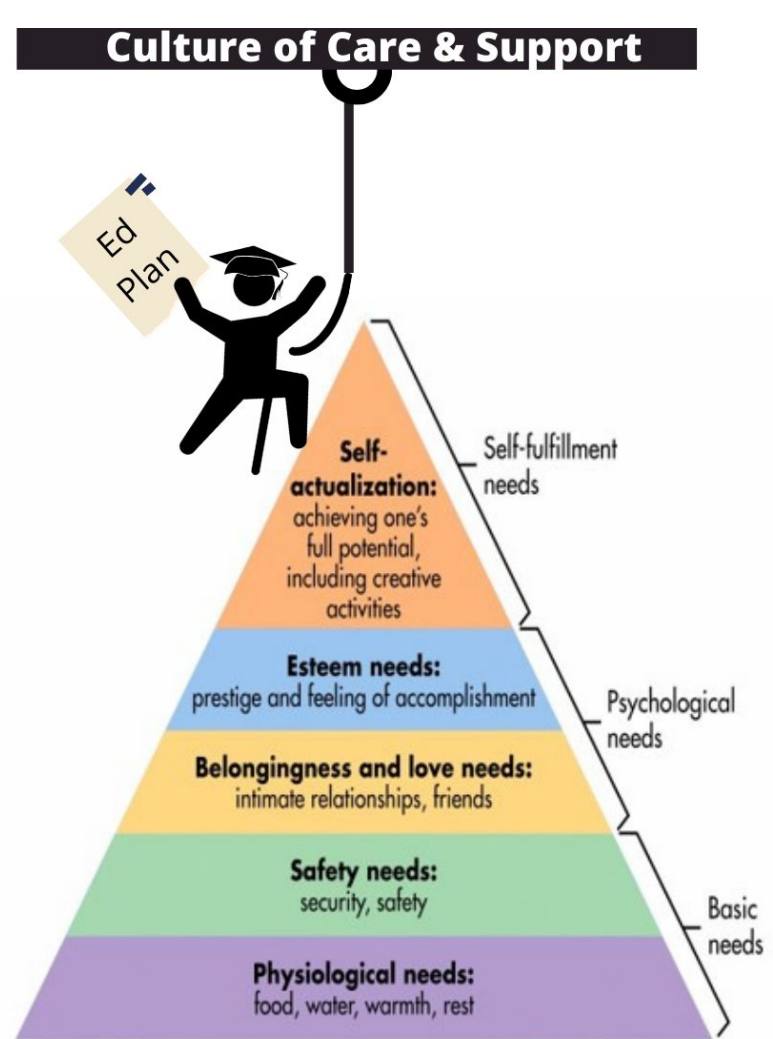 Culture of Care & Support
Ed
Plan
Self-
actualization:
achieving one's
full potential,
including creative
activities
Self-fulfillment
needs
Esteem needs:
prestige and feeling of accomplishment
Psychological
needs
Belongingness and love needs:
intimate relationships, friends
Safety needs:
security, safety
Basic
needs
Physiological needs:
food, water, warmth, rest